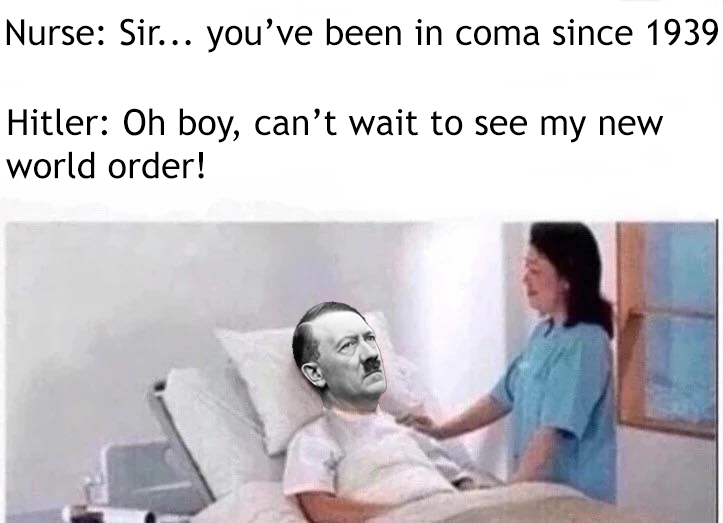 Nurse: Sir... you’ve been in coma since 1939
Hitler: Oh boy, can’t wait to see my new
world order!